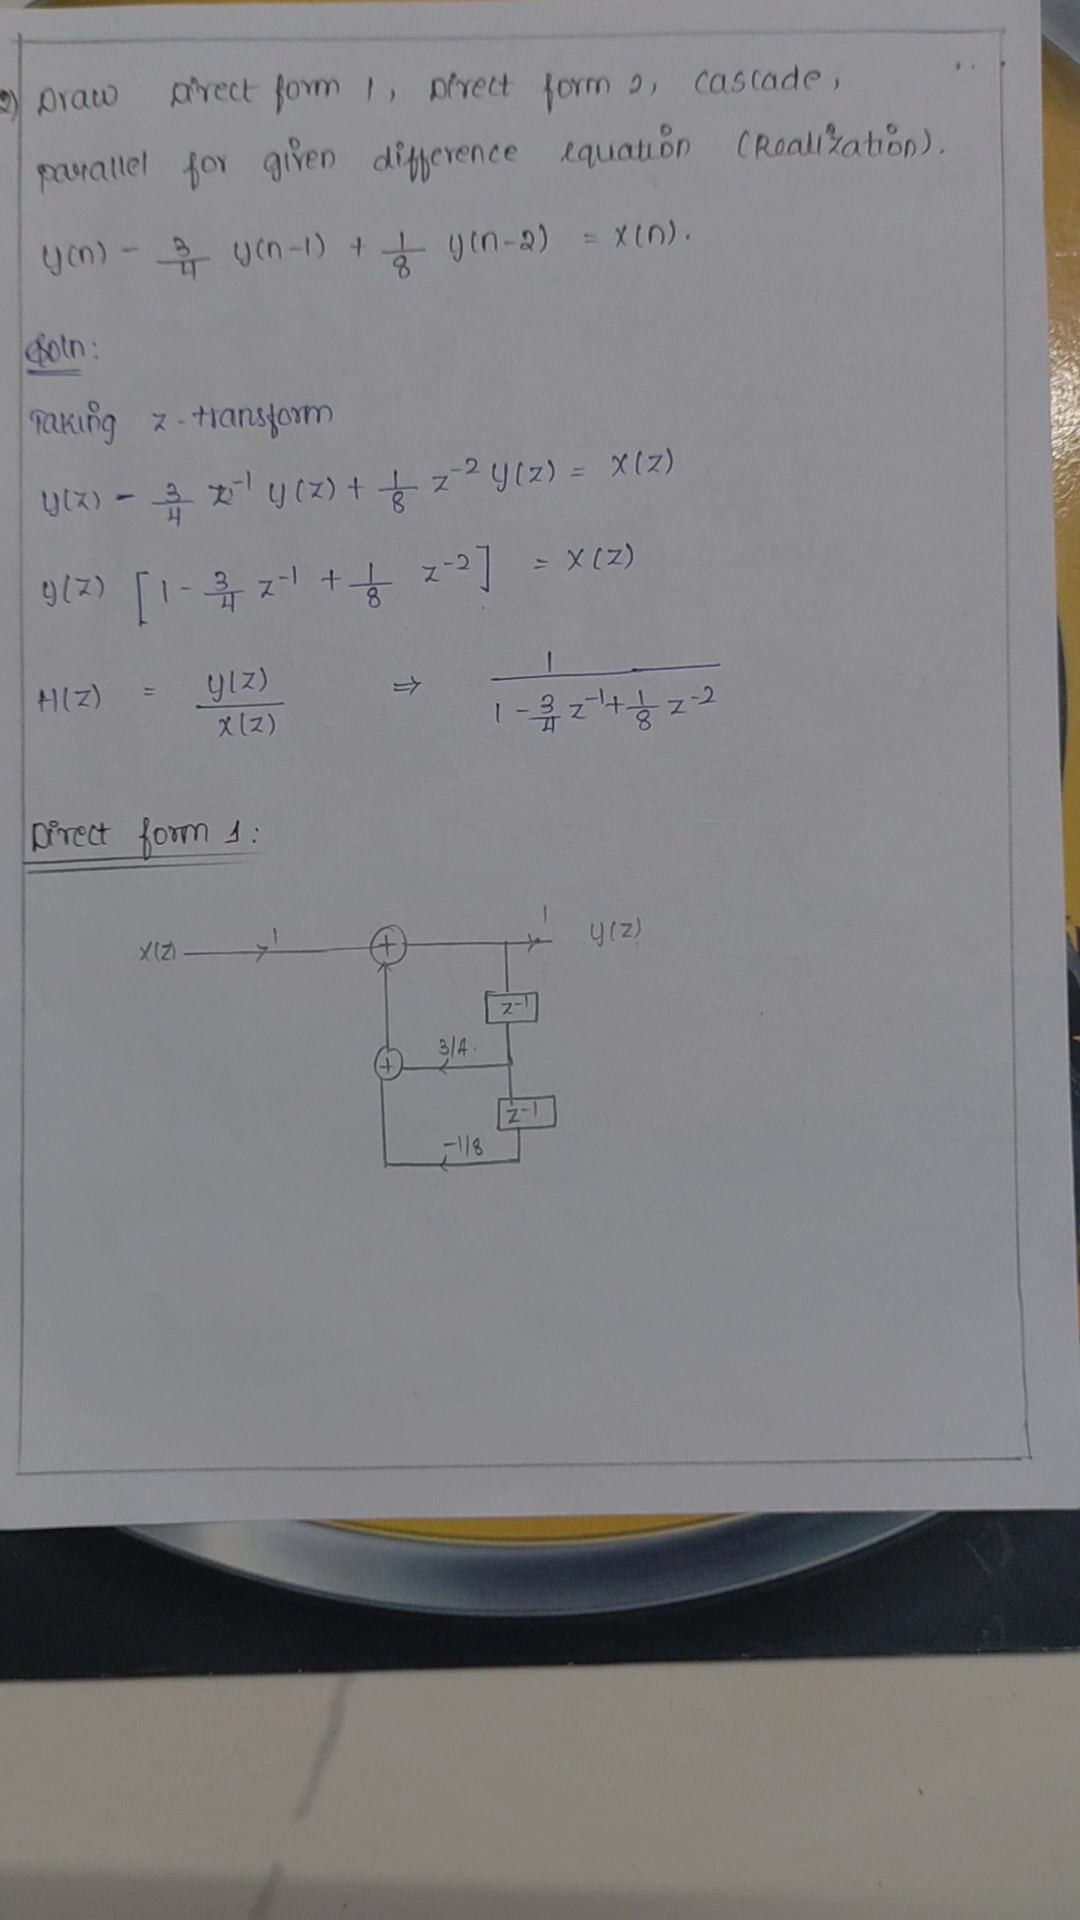 2) Draw Direct form 1, Direct form 2, cascade,
parallel for given difference equation (Realization).
y(n) - 3/4 y(n-1) + 1/8 y(n-2) = x(n).
Soln:
Taking z-transform
y(z) - 3/4 z⁻¹ y(z) + 1/8 z⁻² y(z) = x(z)
y(z) [1 - 3/4 z⁻¹ + 1/8 z⁻²] = x(z)
H(z) = y(z)/x(z) ⇒ 1/(1 - 3/4 z⁻¹ + 1/8 z⁻²)
Direct form 1:
x(z) 1 + 1 y(z)
z⁻¹
+ 3/4.
z⁻¹
-1/8